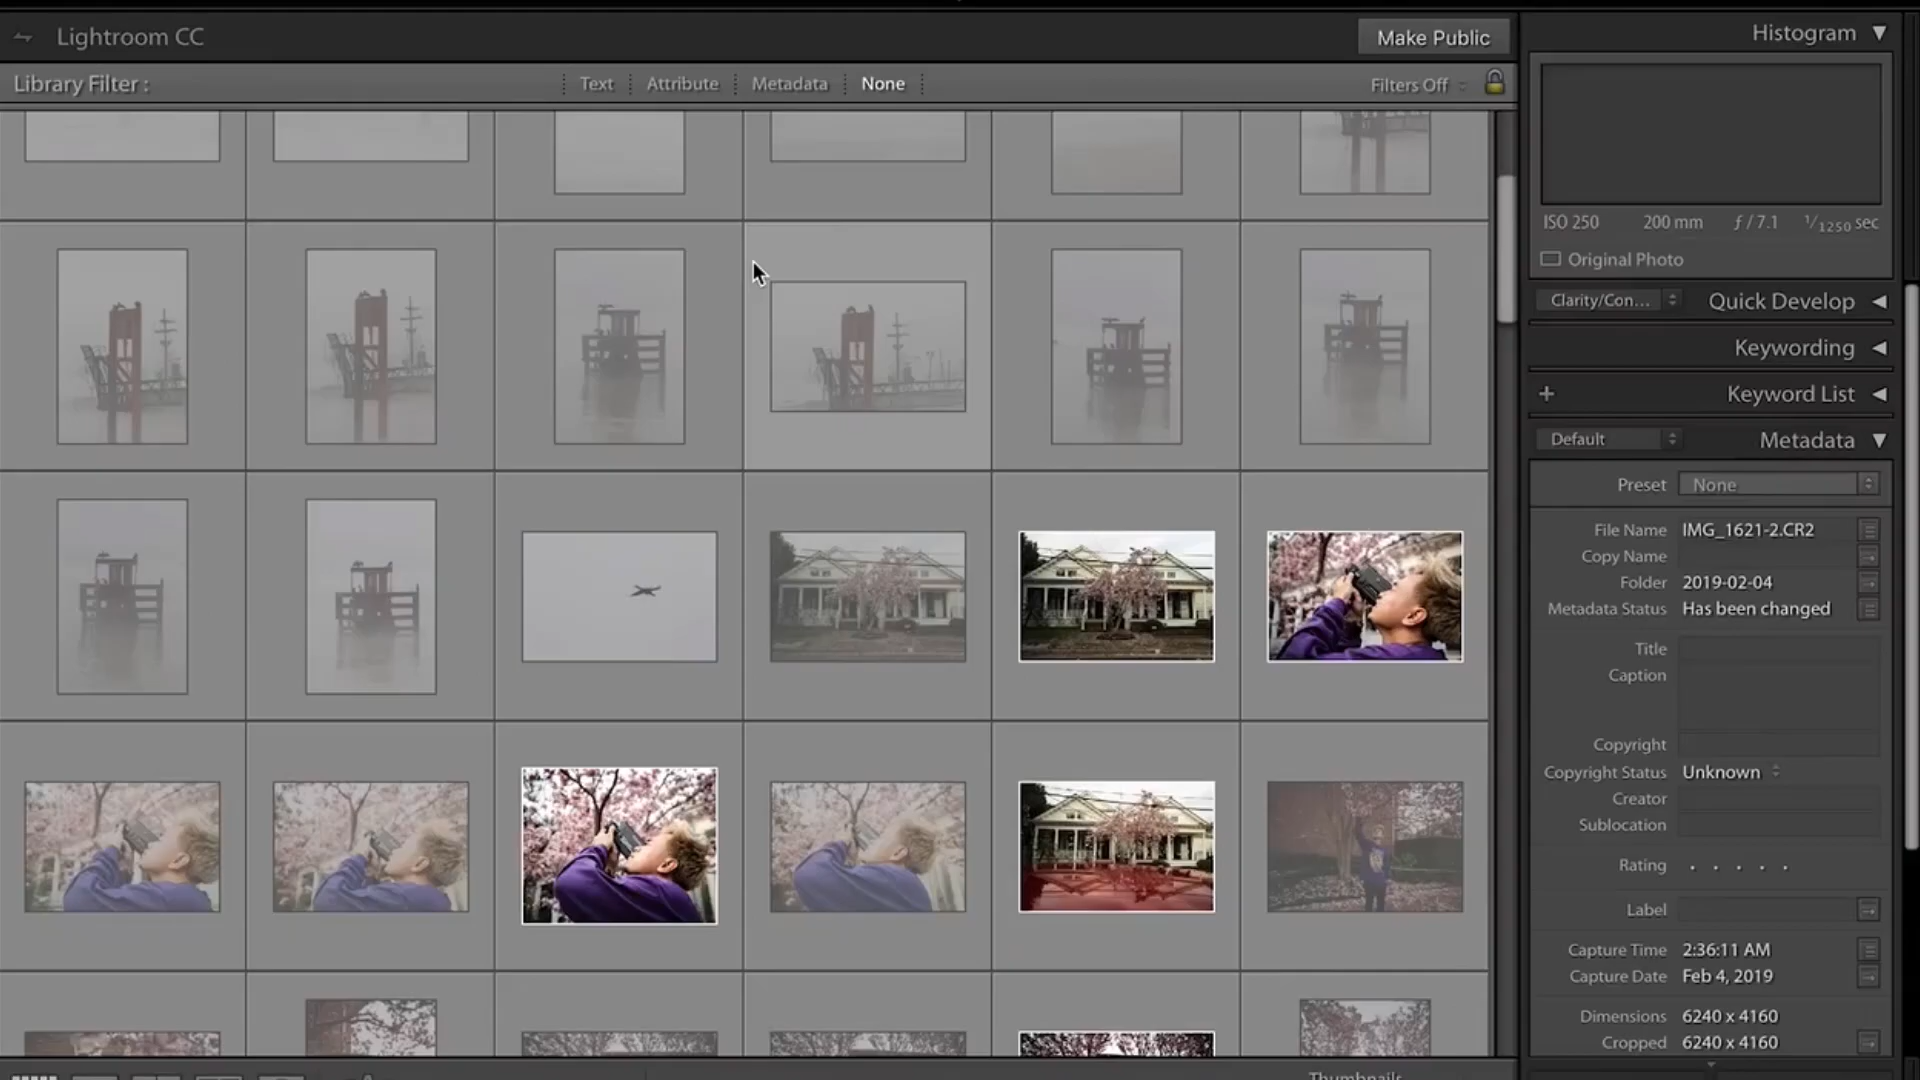 Lightroom CC
Make Public
Library Filter :
Text
Attribute
Metadata
None
Filters Off
Histogram
ISO 250
200 mm
ƒ / 7.1
1/1250 sec
Original Photo
Clarity/Con...
Quick Develop
Keywording
+
Keyword List
Default
Metadata
Preset
None
File Name IMG_1621-2.CR2
Copy Name
Folder 2019-02-04
Metadata Status Has been changed
Title
Caption
Copyright
Copyright Status Unknown
Creator
Sublocation
Rating . . . . .
Label
Capture Time 2:36:11 AM
Capture Date Feb 4, 2019
Dimensions 6240 x 4160
Cropped 6240 x 4160
Thumbnails